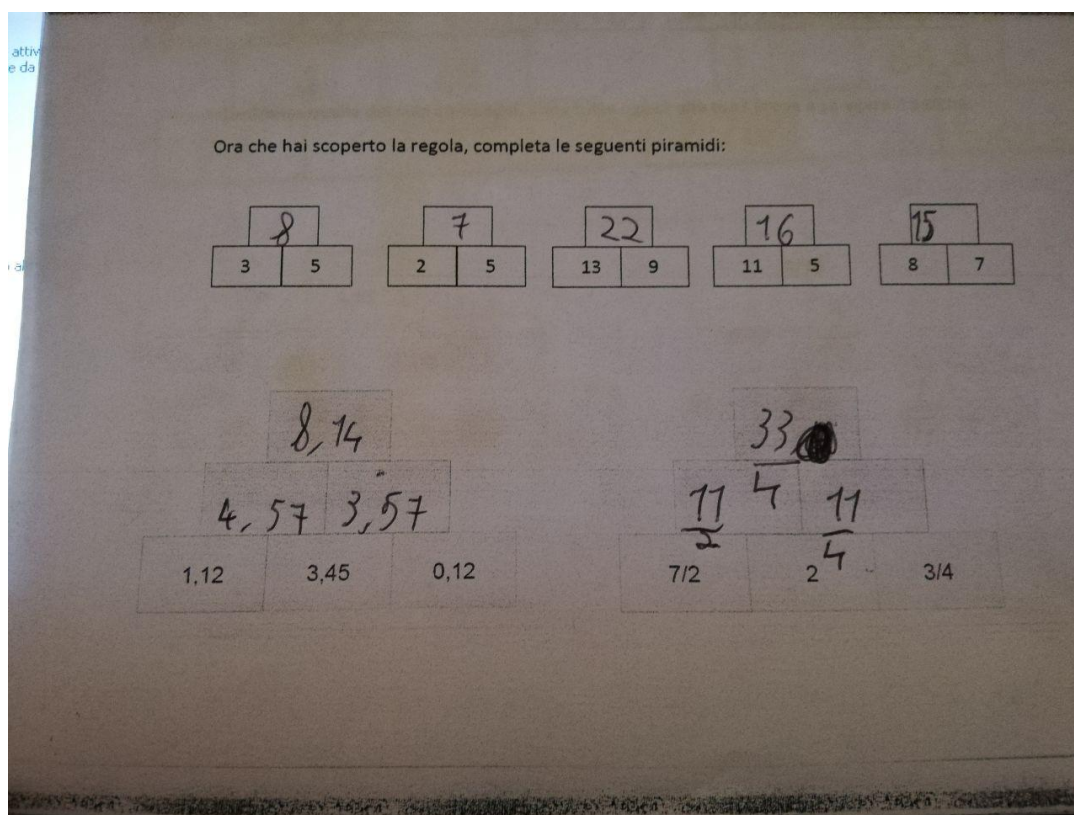 attiv
e da
Ora che hai scoperto la regola, completa le seguenti piramidi:
8 7 22 16 15
3 5 2 5 13 9 11 5 8 7
8,14 33/4
4,57 3,57 11/2 11/4
1,12 3,45 0,12 7/2 2 3/4